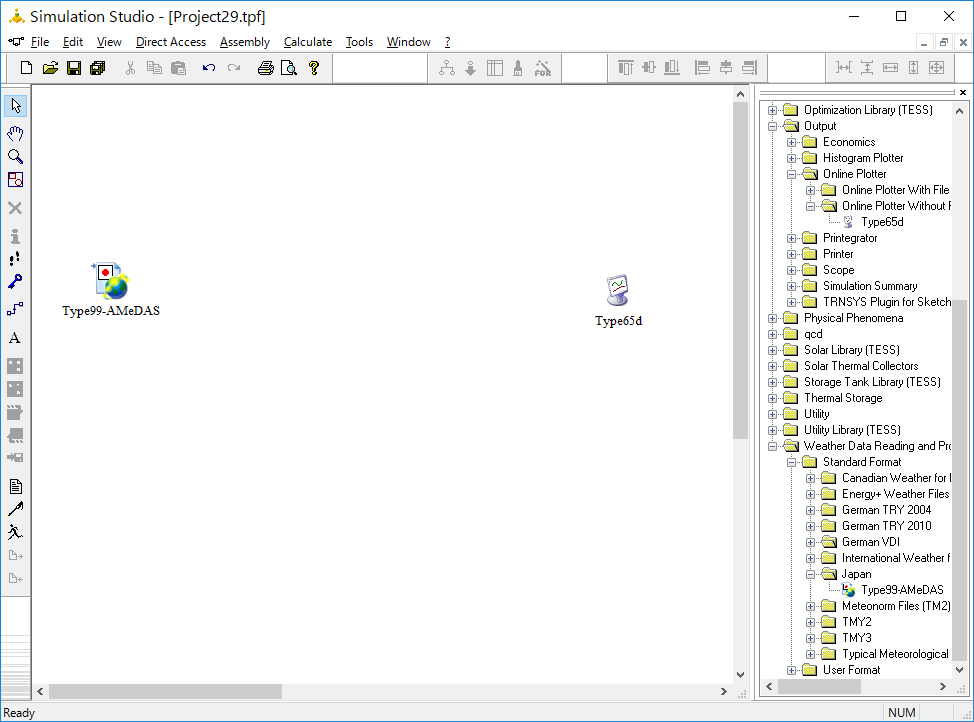 Simulation Studio - [Project29.tpf]
File Edit View Direct Access Assembly Calculate Tools Window ?
FOR
Type99-AMeDAS
Type65d
A
Optimization Library (TESS)
Output
Economics
Histogram Plotter
Online Plotter
Online Plotter With File
Online Plotter Without F
Type65d
Printegrator
Printer
Scope
Simulation Summary
TRNSYS Plugin for Sketch
Physical Phenomena
qcd
Solar Library (TESS)
Solar Thermal Collectors
Storage Tank Library (TESS)
Thermal Storage
Utility
Utility Library (TESS)
Weather Data Reading and Pro
Standard Format
Canadian Weather for
Energy+ Weather Files
German TRY 2004
German TRY 2010
German VDI
International Weather f
Japan
Type99-AMeDAS
Meteonorm Files (TM2)
TMY2
TMY3
Typical Meteorological
User Format
Ready
NUM